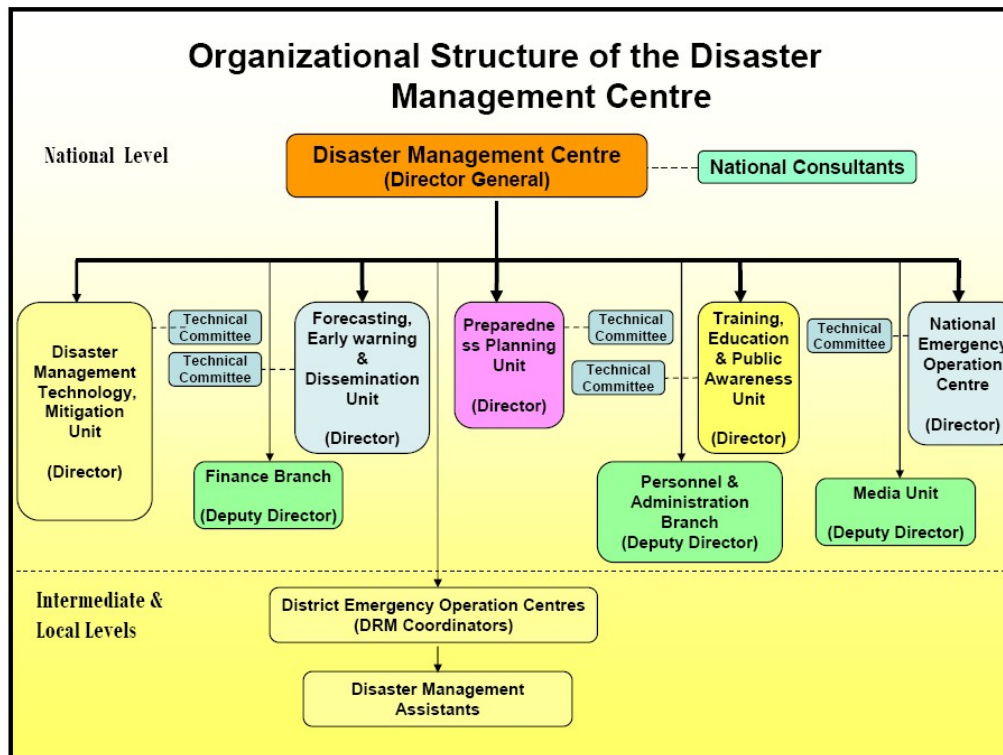 Organizational Structure of the Disaster
Management Centre
National Level
Disaster Management Centre
(Director General)
National Consultants
Disaster
Management
Technology,
Mitigation
Unit
(Director)
Technical
Committee
Technical
Committee
Forecasting,
Early warning
&
Dissemination
Unit
(Director)
Preparedne
ss Planning
Unit
(Director)
Technical
Committee
Technical
Committee
Training,
Education
& Public
Awareness
Unit
(Director)
Technical
Committee
National
Emergency
Operation
Centre
(Director)
Finance Branch
(Deputy Director)
Personnel &
Administration
Branch
(Deputy Director)
Media Unit
(Deputy Director)
Intermediate &
Local Levels
District Emergency Operation Centres
(DRM Coordinators)
Disaster Management
Assistants